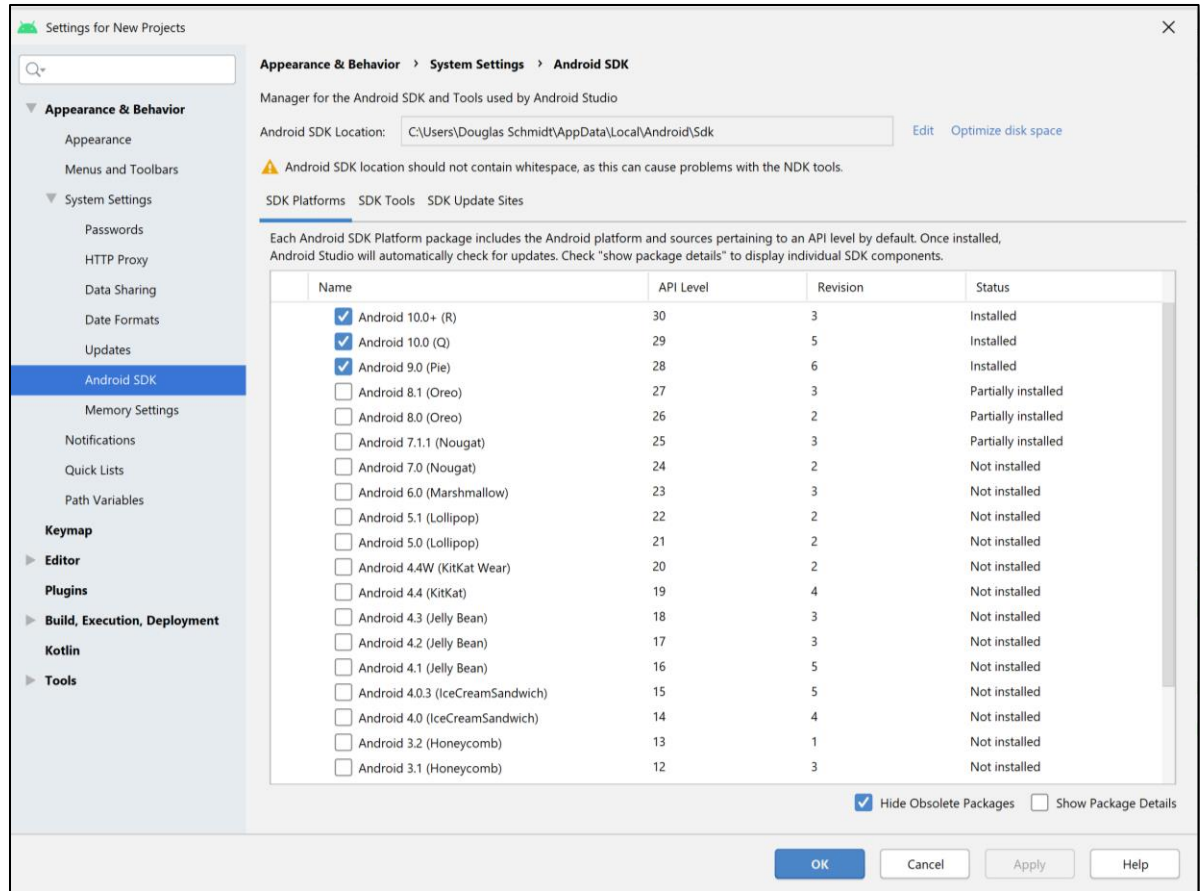 Settings for New Projects
Appearance & Behavior
Appearance
Menus and Toolbars
System Settings
Passwords
HTTP Proxy
Data Sharing
Date Formats
Updates
Android SDK
Memory Settings
Notifications
Quick Lists
Path Variables
Keymap
Editor
Plugins
Build, Execution, Deployment
Kotlin
Tools
Appearance & Behavior > System Settings > Android SDK
Manager for the Android SDK and Tools used by Android Studio
Android SDK Location: C:\Users\Douglas Schmidt\AppData\Local\Android\Sdk Edit Optimize disk space
Android SDK location should not contain whitespace, as this can cause problems with the NDK tools.
SDK Platforms SDK Tools SDK Update Sites
Each Android SDK Platform package includes the Android platform and sources pertaining to an API level by default. Once installed,
Android Studio will automatically check for updates. Check "show package details" to display individual SDK components.
Name API Level Revision Status
Android 10.0+ (R) 30 3 Installed
Android 10.0 (Q) 29 5 Installed
Android 9.0 (Pie) 28 6 Installed
Android 8.1 (Oreo) 27 3 Partially installed
Android 8.0 (Oreo) 26 2 Partially installed
Android 7.1.1 (Nougat) 25 3 Partially installed
Android 7.0 (Nougat) 24 2 Not installed
Android 6.0 (Marshmallow) 23 3 Not installed
Android 5.1 (Lollipop) 22 2 Not installed
Android 5.0 (Lollipop) 21 2 Not installed
Android 4.4W (KitKat Wear) 20 2 Not installed
Android 4.4 (KitKat) 19 4 Not installed
Android 4.3 (Jelly Bean) 18 3 Not installed
Android 4.2 (Jelly Bean) 17 3 Not installed
Android 4.1 (Jelly Bean) 16 5 Not installed
Android 4.0.3 (IceCreamSandwich) 15 5 Not installed
Android 4.0 (IceCreamSandwich) 14 4 Not installed
Android 3.2 (Honeycomb) 13 1 Not installed
Android 3.1 (Honeycomb) 12 3 Not installed
Hide Obsolete Packages Show Package Details
OK Cancel Apply Help